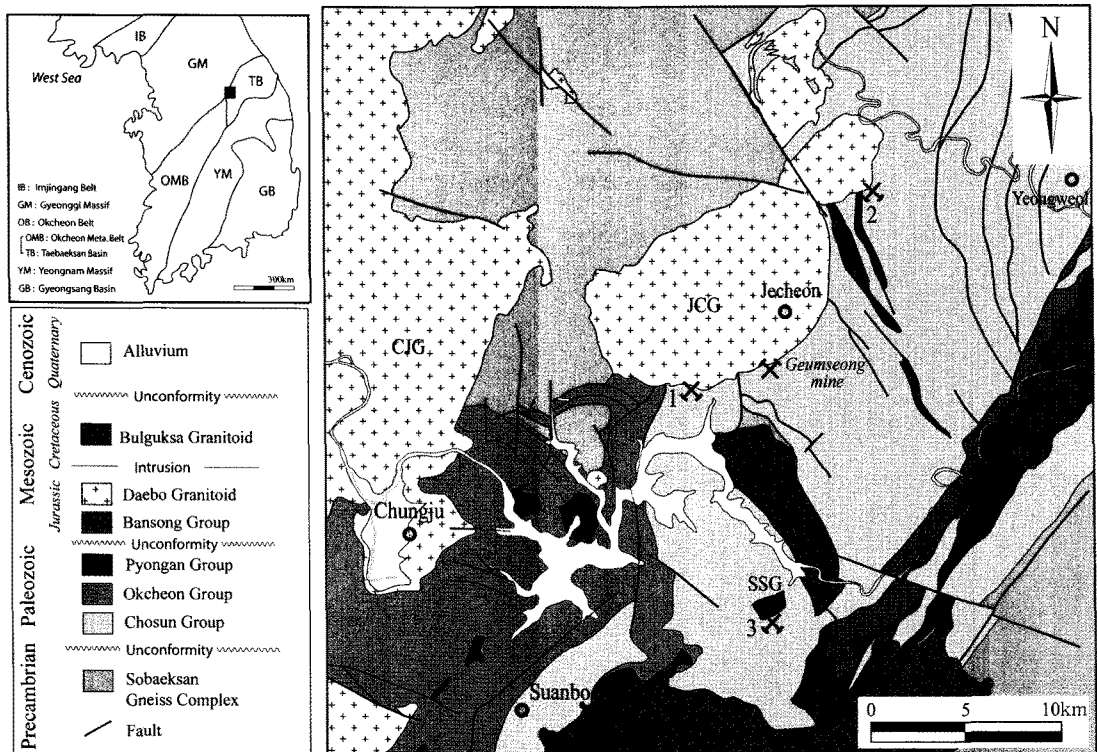 IB
GM
West Sea
TB
OMB
YM
GB
IB : Imjingang Belt
GM : Gyeonggi Massif
OB : Okcheon Belt
OMB : Okcheon Meta. Belt
TB : Taebaeksan Basin
YM : Yeongnam Massif
GB : Gyeongsang Basin
300km
Cenozoic
Quaternary
Alluvium
Unconformity
Mesozoic
Cretaceous
Bulguksa Granitoid
Intrusion
Jurassic
Daebo Granitoid
Bansong Group
Unconformity
Paleozoic
Pyongan Group
Okcheon Group
Chosun Group
Unconformity
Precambrian
Sobaeksan
Gneiss Complex
Fault
N
Yeongweol
2
JCG
Jecheon
CJG
Geumseong
mine
1
Chungju
SSG
3
Suanbo
0 5 10km